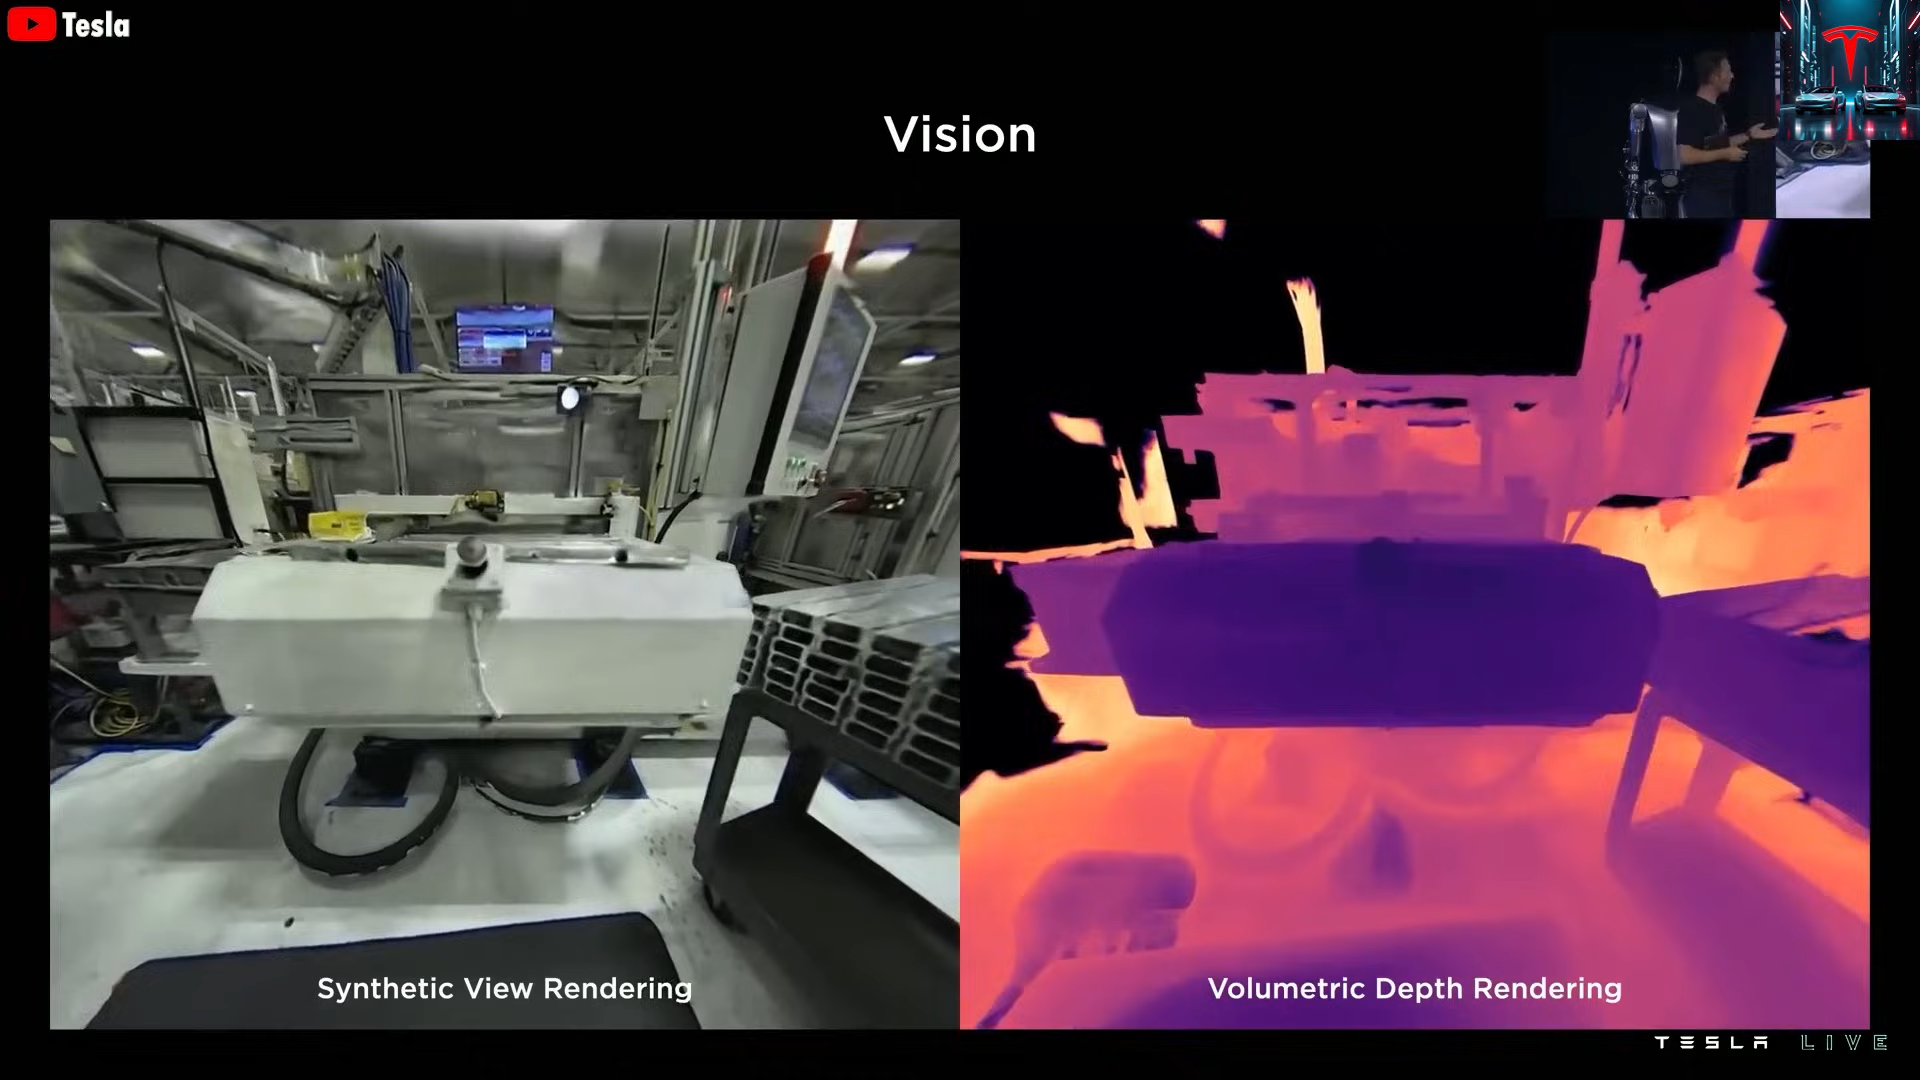 Tesla
Vision
Synthetic View Rendering
Volumetric Depth Rendering
TESLA LIVE